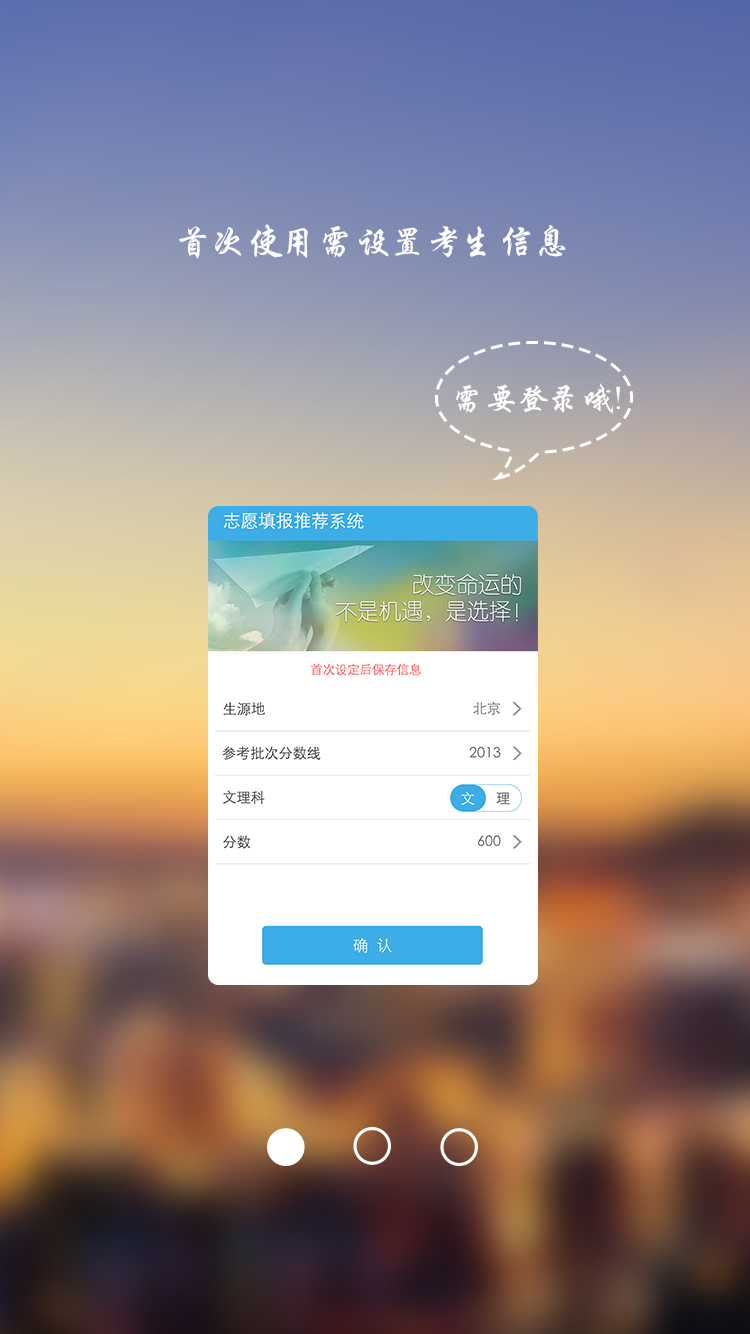 首次使用需设置考生信息
需要登录哦!
志愿填报推荐系统
改变命运的
不是机遇，是选择！
首次设定后保存信息
生源地 北京
参考批次分数线 2013
文理科 文 理
分数 600
确 认